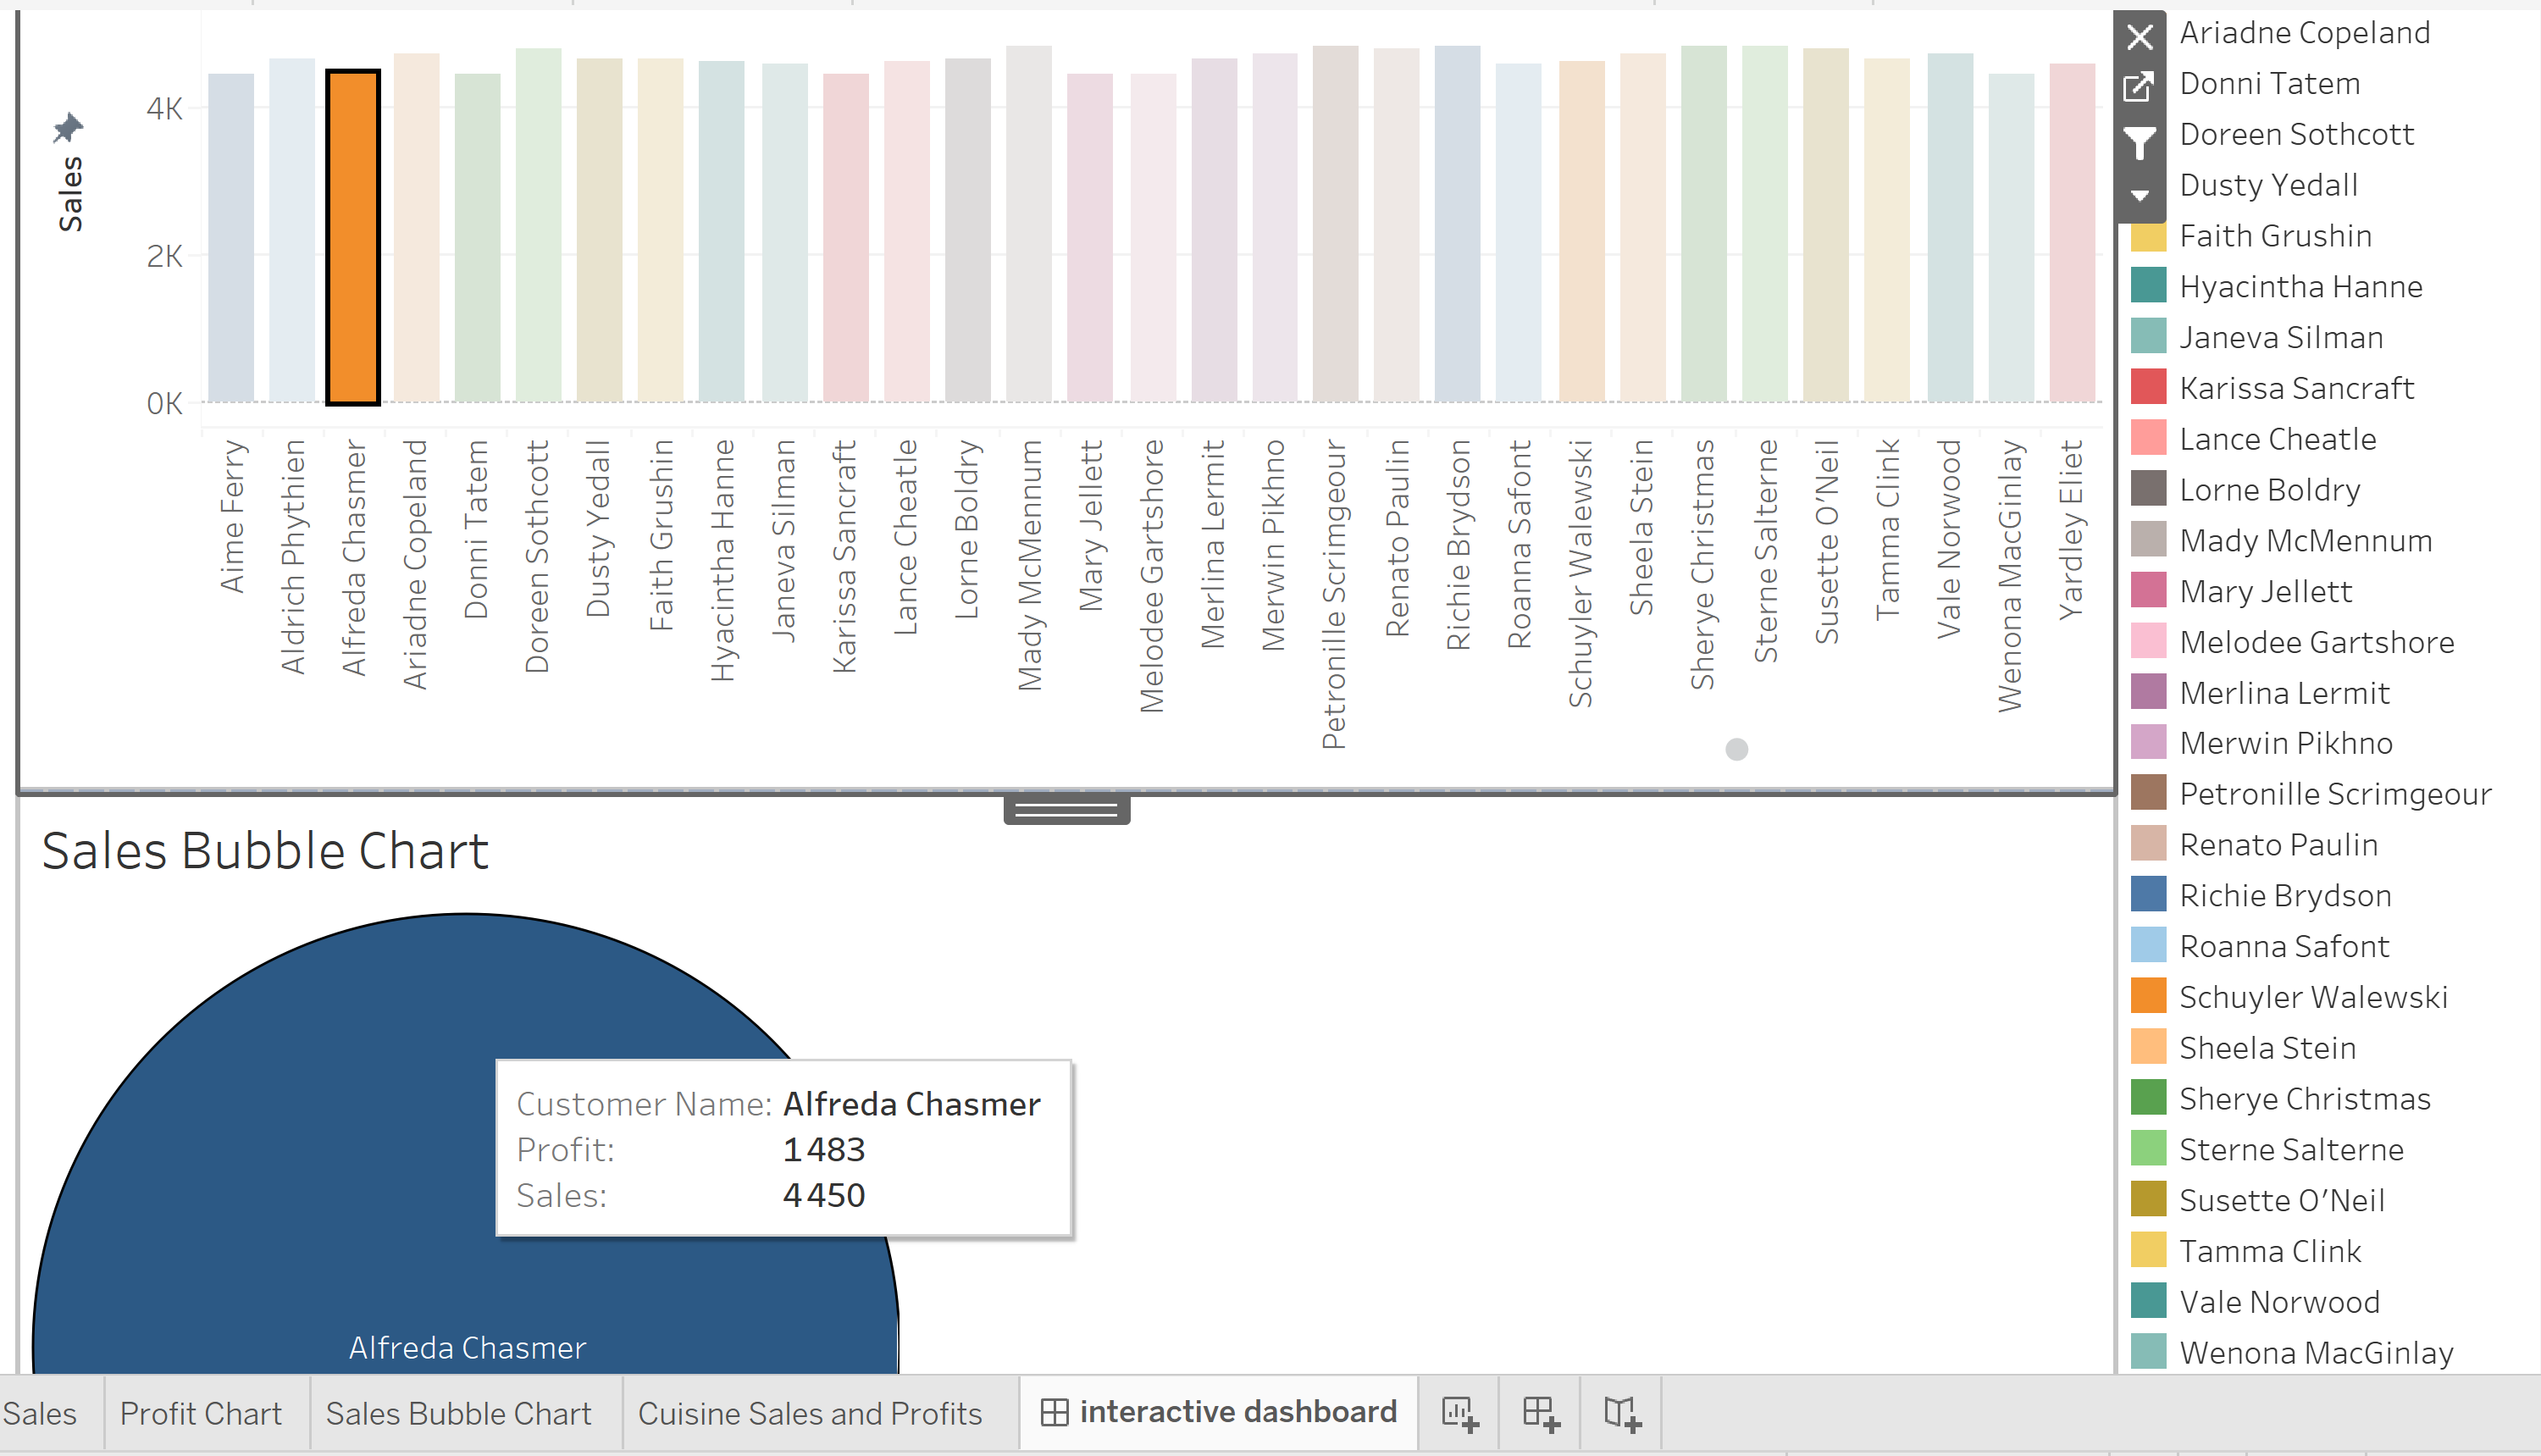 4K
2K
0K
Sales
Aime Ferry
Aldrich Phythien
Alfreda Chasmer
Ariadne Copeland
Donni Tatem
Doreen Sothcott
Dusty Yedall
Faith Grushin
Hyacintha Hanne
Janeva Silman
Karissa Sancraft
Lance Cheatle
Lorne Boldry
Mady McMennum
Mary Jellett
Melodee Gartshore
Merlina Lermit
Merwin Pikhno
Petronille Scrimgeour
Renato Paulin
Richie Brydson
Roanna Safont
Schuyler Walewski
Sheela Stein
Sherye Christmas
Sterne Salterne
Susette O'Neil
Tamma Clink
Vale Norwood
Wenona MacGinlay
Yardley Eliet
Ariadne Copeland
Donni Tatem
Doreen Sothcott
Dusty Yedall
Faith Grushin
Hyacintha Hanne
Janeva Silman
Karissa Sancraft
Lance Cheatle
Lorne Boldry
Mady McMennum
Mary Jellett
Melodee Gartshore
Merlina Lermit
Merwin Pikhno
Petronille Scrimgeour
Renato Paulin
Richie Brydson
Roanna Safont
Schuyler Walewski
Sheela Stein
Sherye Christmas
Sterne Salterne
Susette O'Neil
Tamma Clink
Vale Norwood
Wenona MacGinlay
Sales Bubble Chart
Customer Name: Alfreda Chasmer
Profit: 1 483
Sales: 4 450
Alfreda Chasmer
Sales
Profit Chart
Sales Bubble Chart
Cuisine Sales and Profits
interactive dashboard